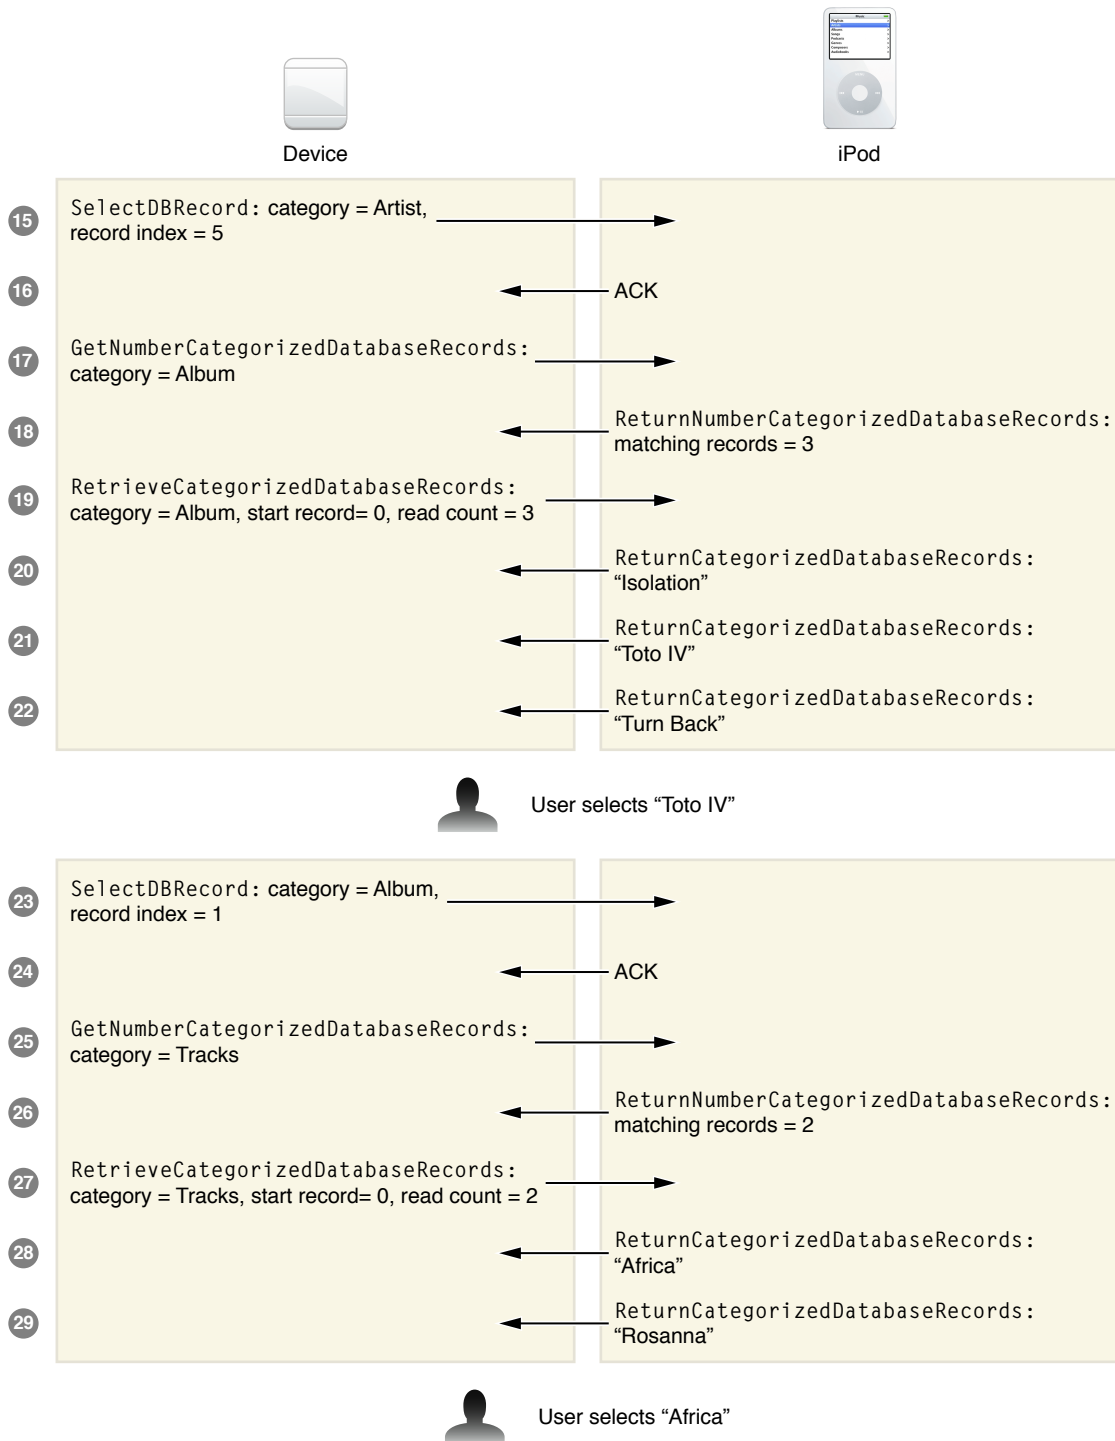 Device
iPod
15
SelectDBRecord: category = Artist,
record index = 5
16
ACK
17
GetNumberCategorizedDatabaseRecords:
category = Album
18
ReturnNumberCategorizedDatabaseRecords:
matching records = 3
19
RetrieveCategorizedDatabaseRecords:
category = Album, start record= 0, read count = 3
20
ReturnCategorizedDatabaseRecords:
“Isolation”
21
ReturnCategorizedDatabaseRecords:
“Toto IV”
22
ReturnCategorizedDatabaseRecords:
“Turn Back”
User selects “Toto IV”
23
SelectDBRecord: category = Album,
record index = 1
24
ACK
25
GetNumberCategorizedDatabaseRecords:
category = Tracks
26
ReturnNumberCategorizedDatabaseRecords:
matching records = 2
27
RetrieveCategorizedDatabaseRecords:
category = Tracks, start record= 0, read count = 2
28
ReturnCategorizedDatabaseRecords:
“Africa”
29
ReturnCategorizedDatabaseRecords:
“Rosanna”
User selects “Africa”